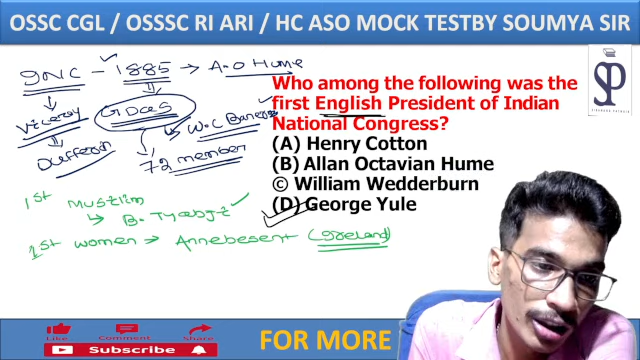 OSSC CGL / OSSSC RI ARI / HC ASO MOCK TESTBY SOUMYA SIR
INC - 1885 → A.O Hume
Viceroy
Dufferin
GDCAS
W.C Banerjee
72 member
1st Muslim
→ B. Tyabji
1st women → Annebesent (Ireland)
Who among the following was the
first English President of Indian
National Congress?
(A) Henry Cotton
(B) Allan Octavian Hume
© William Wedderburn
(D) George Yule
SP
Like
Comment
Share
Subscribe
FOR MORE